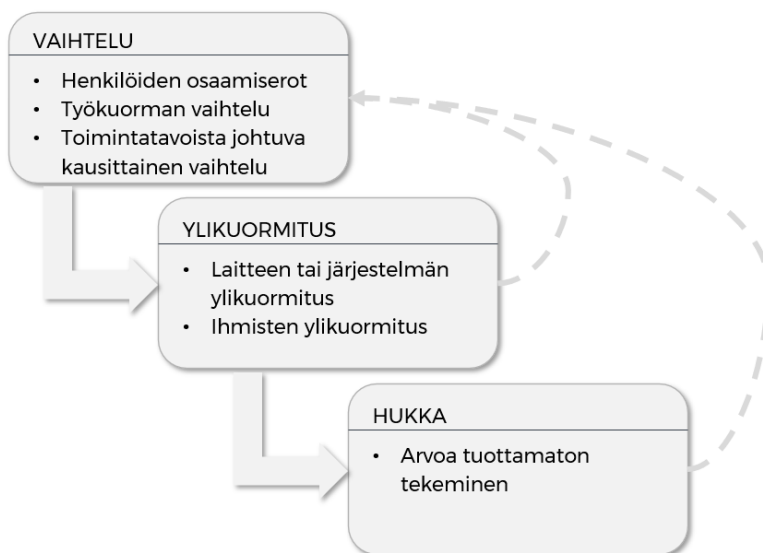 VAIHTELU
• Henkilöiden osaamiserot
• Työkuorman vaihtelu
• Toimintatavoista johtuva
kausittainen vaihtelu
YLIKUORMITUS
• Laitteen tai järjestelmän
ylikuormitus
• Ihmisten ylikuormitus
HUKKA
• Arvoa tuottamaton
tekeminen